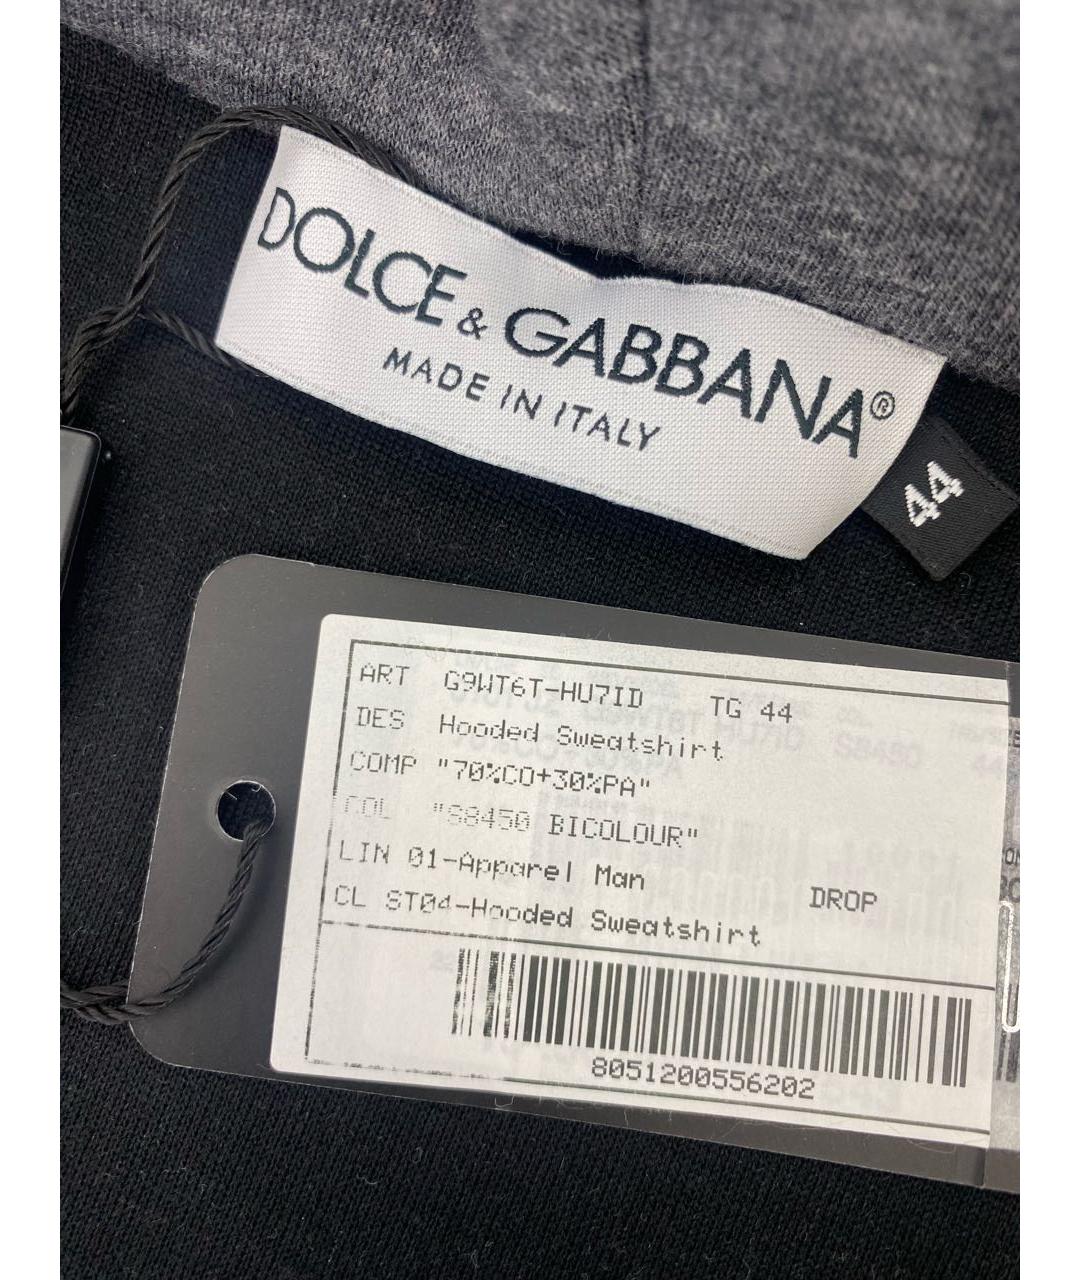 DOLCE & GABBANA®
MADE IN ITALY
44
ART G9WT6T-HU7ID TG 44
DES Hooded Sweatshirt
COMP "70%CO+30%PA"
COL "S8450 BICOLOUR"
LIN 01-Apparel Man DROP
CL ST04-Hooded Sweatshirt
8051200556202